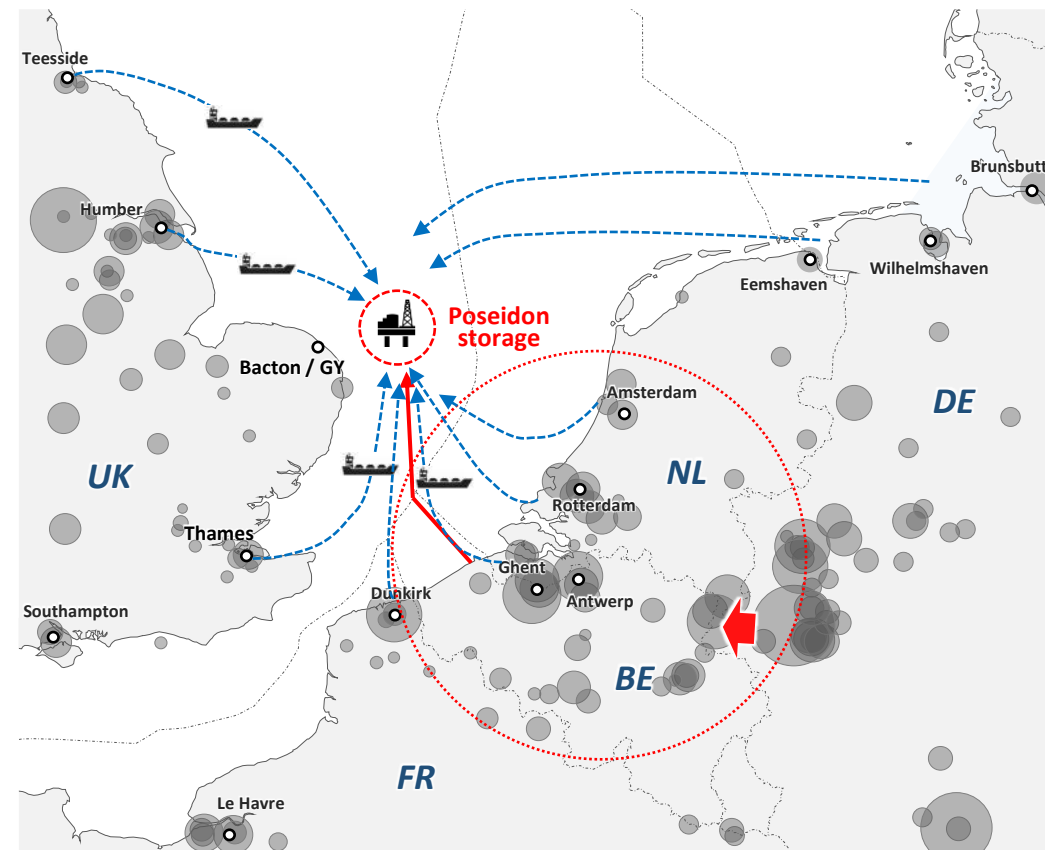 Teesside
Brunsbutt
Humber
Wilhelmshaven
Eemshaven
Poseidon
storage
Bacton / GY
Amsterdam
DE
UK
NL
Rotterdam
Thames
Ghent
Dunkirk
Antwerp
Southampton
BE
FR
Le Havre